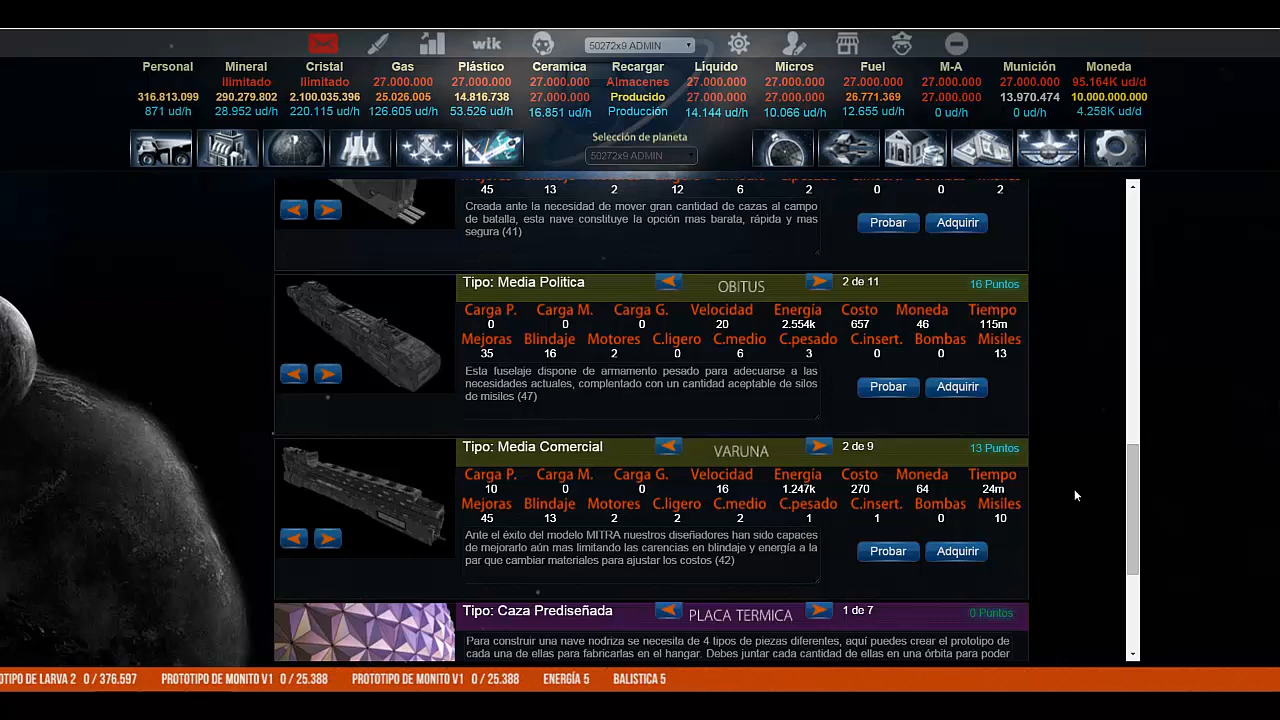 wik 50272x9 ADMIN
Personal Mineral Cristal Gas Plástico Ceramica Recargar Líquido Micros Fuel M-A Munición Moneda
Ilimitado Ilimitado 27.000.000 27.000.000 27.000.000 Almacenes 27.000.000 27.000.000 27.000.000 27.000.000 27.000.000 95.164K ud/d
316.813.099 290.279.802 2.100.035.396 25.026.005 14.816.738 27.000.000 Producido 27.000.000 27.000.000 26.771.369 27.000.000 13.970.474 10.000.000.000
871 ud/h 28.952 ud/h 220.115 ud/h 126.605 ud/h 53.526 ud/h 16.851 ud/h Producción 14.144 ud/h 10.066 ud/h 12.655 ud/h 0 ud/h 0 ud/h 4.258K ud/d
Selección de planeta
50272x9 ADMIN
45 13 2 12 6 2 0 0 2
Creada ante la necesidad de mover gran cantidad de cazas al campo
de batalla, esta nave constituye la opción mas barata, rápida y mas
segura (41)
Probar Adquirir
Tipo: Media Politica OBITUS 2 de 11 16 Puntos
Carga P. Carga M. Carga G. Velocidad Energía Costo Moneda Tiempo
0 0 0 20 2.554k 657 46 115m
Mejoras Blindaje Motores C.ligero C.medio C.pesado C.insert. Bombas Misiles
35 16 2 0 6 3 0 0 13
Esta fuselaje dispone de armamento pesado para adecuarse a las
necesidades actuales, complentado con un cantidad aceptable de silos
de misiles (47)
Probar Adquirir
Tipo: Media Comercial VARUNA 2 de 9 13 Puntos
Carga P. Carga M. Carga G. Velocidad Energía Costo Moneda Tiempo
10 0 0 16 1.247k 270 64 24m
Mejoras Blindaje Motores C.ligero C.medio C.pesado C.insert. Bombas Misiles
45 13 2 2 2 1 1 0 10
Ante el éxito del modelo MITRA nuestros diseñadores han sido capaces
de mejorarlo aún mas limitando las carencias en blindaje y energía a la
par que cambiar materiales para ajustar los costos (42)
Probar Adquirir
Tipo: Caza Prediseñada PLACA TERMICA 1 de 7 0 Puntos
Para construir una nave nodriza se necesita de 4 tipos de piezas diferentes, aquí puedes crear el prototipo de
cada una de ellas para fabricarlas en el hangar. Debes juntar cada cantidad de ellas en una órbita para poder
OTIPO DE LARVA 2 0 / 376.597 PROTOTIPO DE MONITO V1 0 / 25.388 PROTOTIPO DE MONITO V1 0 / 25.388 ENERGÍA 5 BALISTICA 5